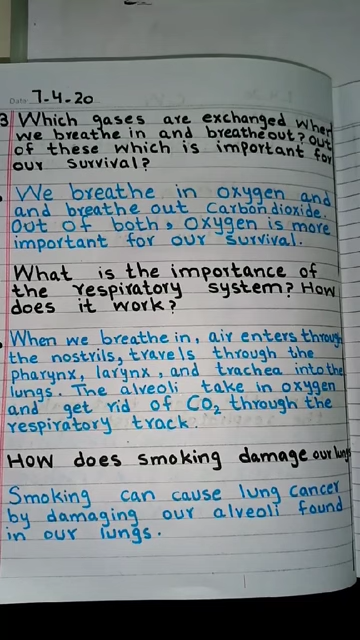 Date 7-4-20
3 Which gases are exchanged when
we breathe in and breathe out? Out
of these which is important for
our survival?
We breathe in oxygen and
and breathe out Carbondioxide.
Out of both, oxygen is more
important for our survival.
What is the importance of
the respiratory system? How
does it work?
When we breathe in, air enters through
the nostrils, travels through the
pharynx, larynx, and trachea into the
lungs. The alveoli take in oxygen
and get rid of CO₂ through the
respiratory track.
How does smoking damage our lungs
Smoking can cause lung cancer
by damaging our alveoli found
in our lungs.